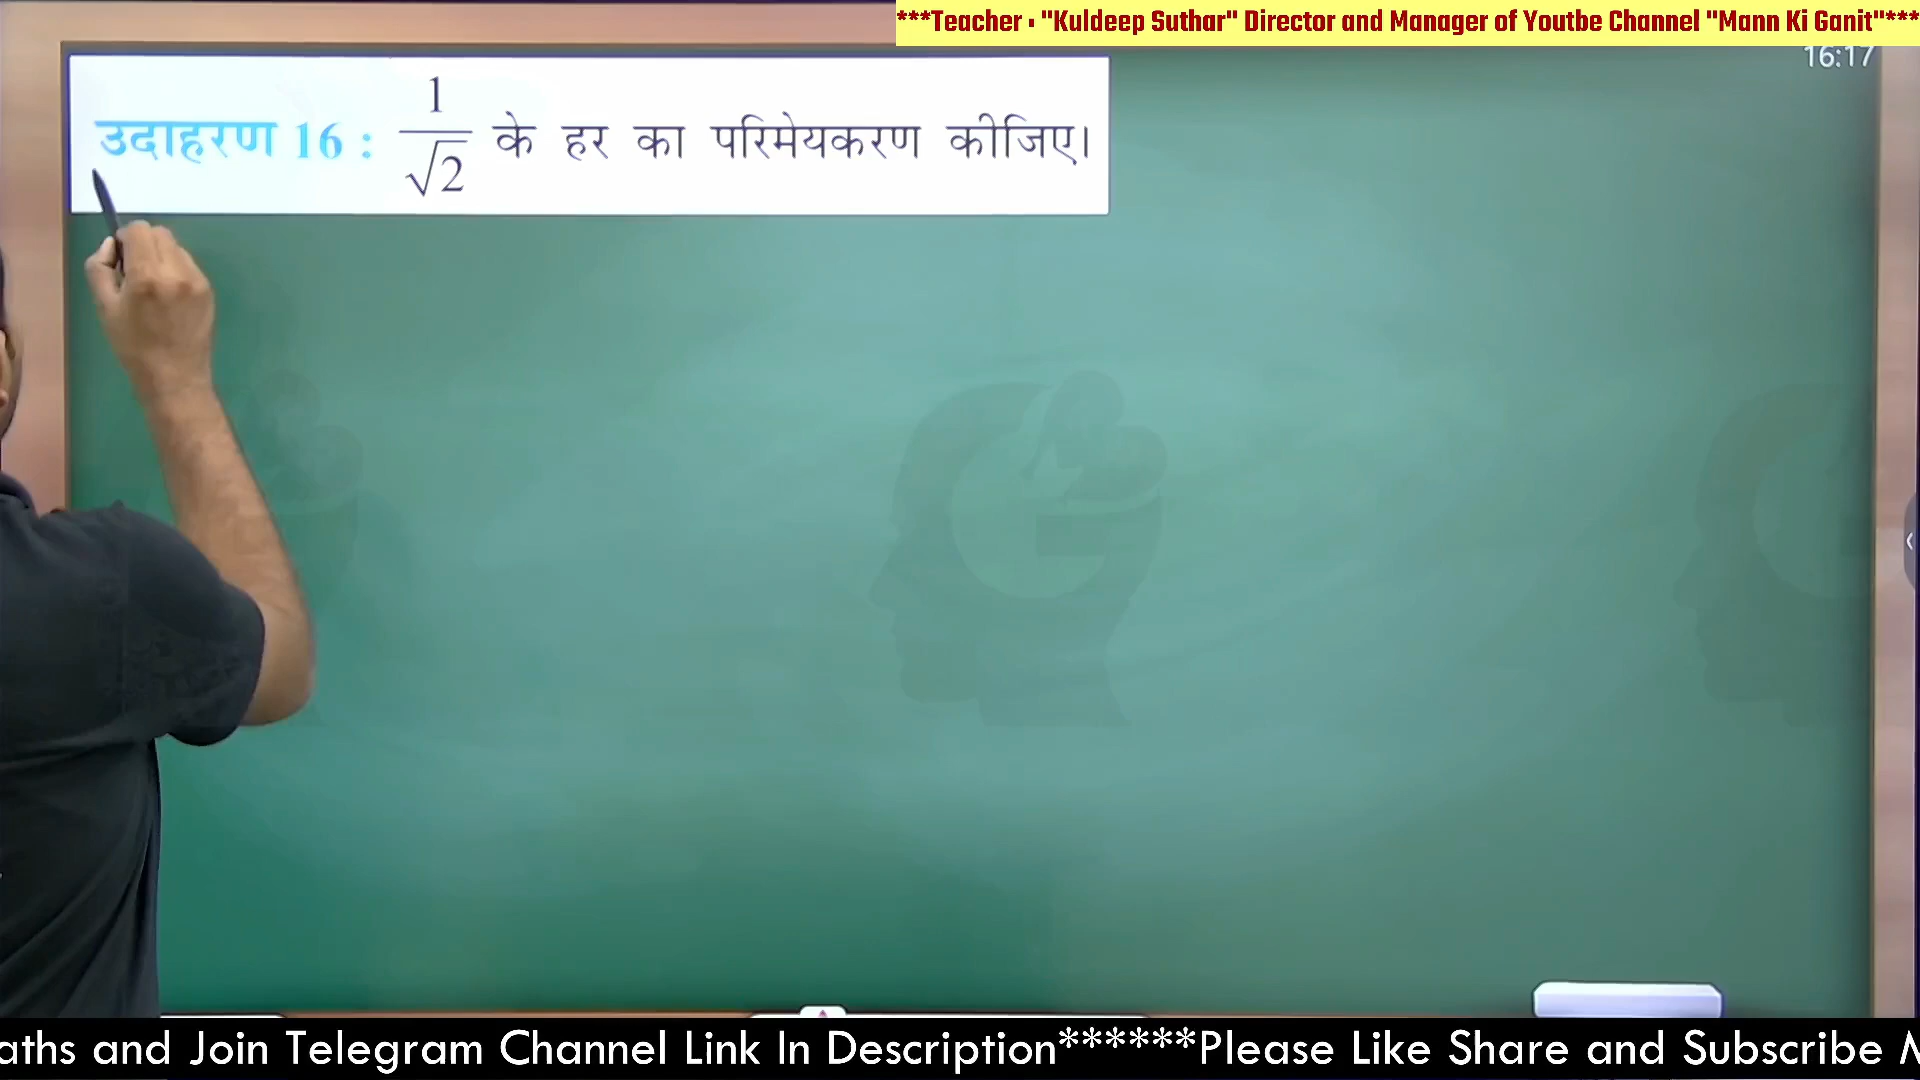 ***Teacher : "Kuldeep Suthar" Director and Manager of Youtbe Channel "Mann Ki Ganit"***
16:17
उदाहरण 16 : 1/√2 के हर का परिमेयकरण कीजिए।
aths and Join Telegram Channel Link In Description******Please Like Share and Subscribe M